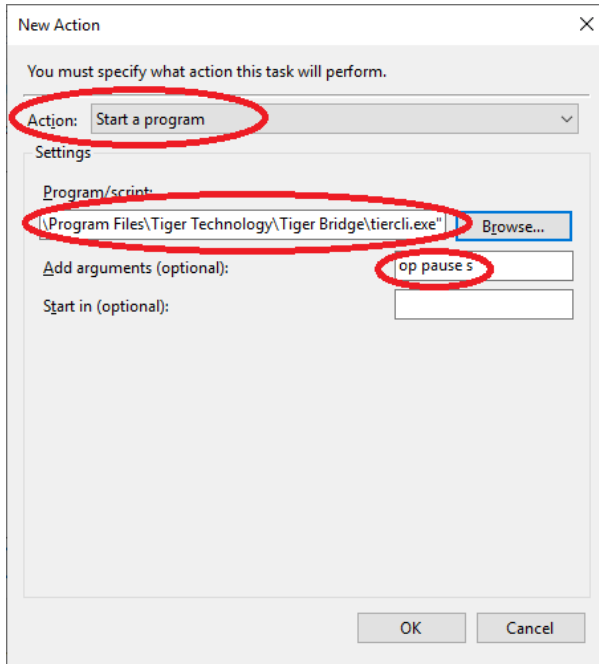 New Action
You must specify what action this task will perform.
Action: Start a program
Settings
Program/script:
\Program Files\Tiger Technology\Tiger Bridge\tiercli.exe" Browse...
Add arguments (optional): op pause s
Start in (optional):
OK Cancel